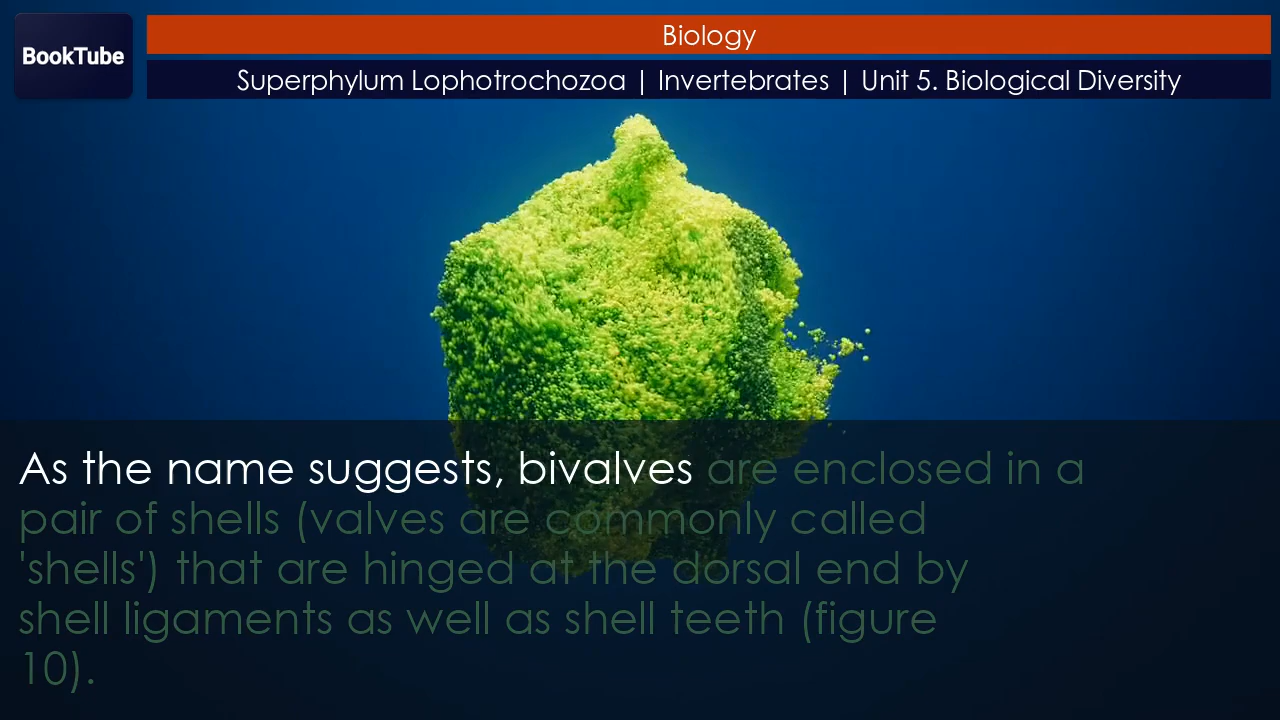 BookTube
Biology
Superphylum Lophotrochozoa | Invertebrates | Unit 5. Biological Diversity
As the name suggests, bivalves are enclosed in a
pair of shells (valves are commonly called
'shells') that are hinged at the dorsal end by
shell ligaments as well as shell teeth (figure
10).